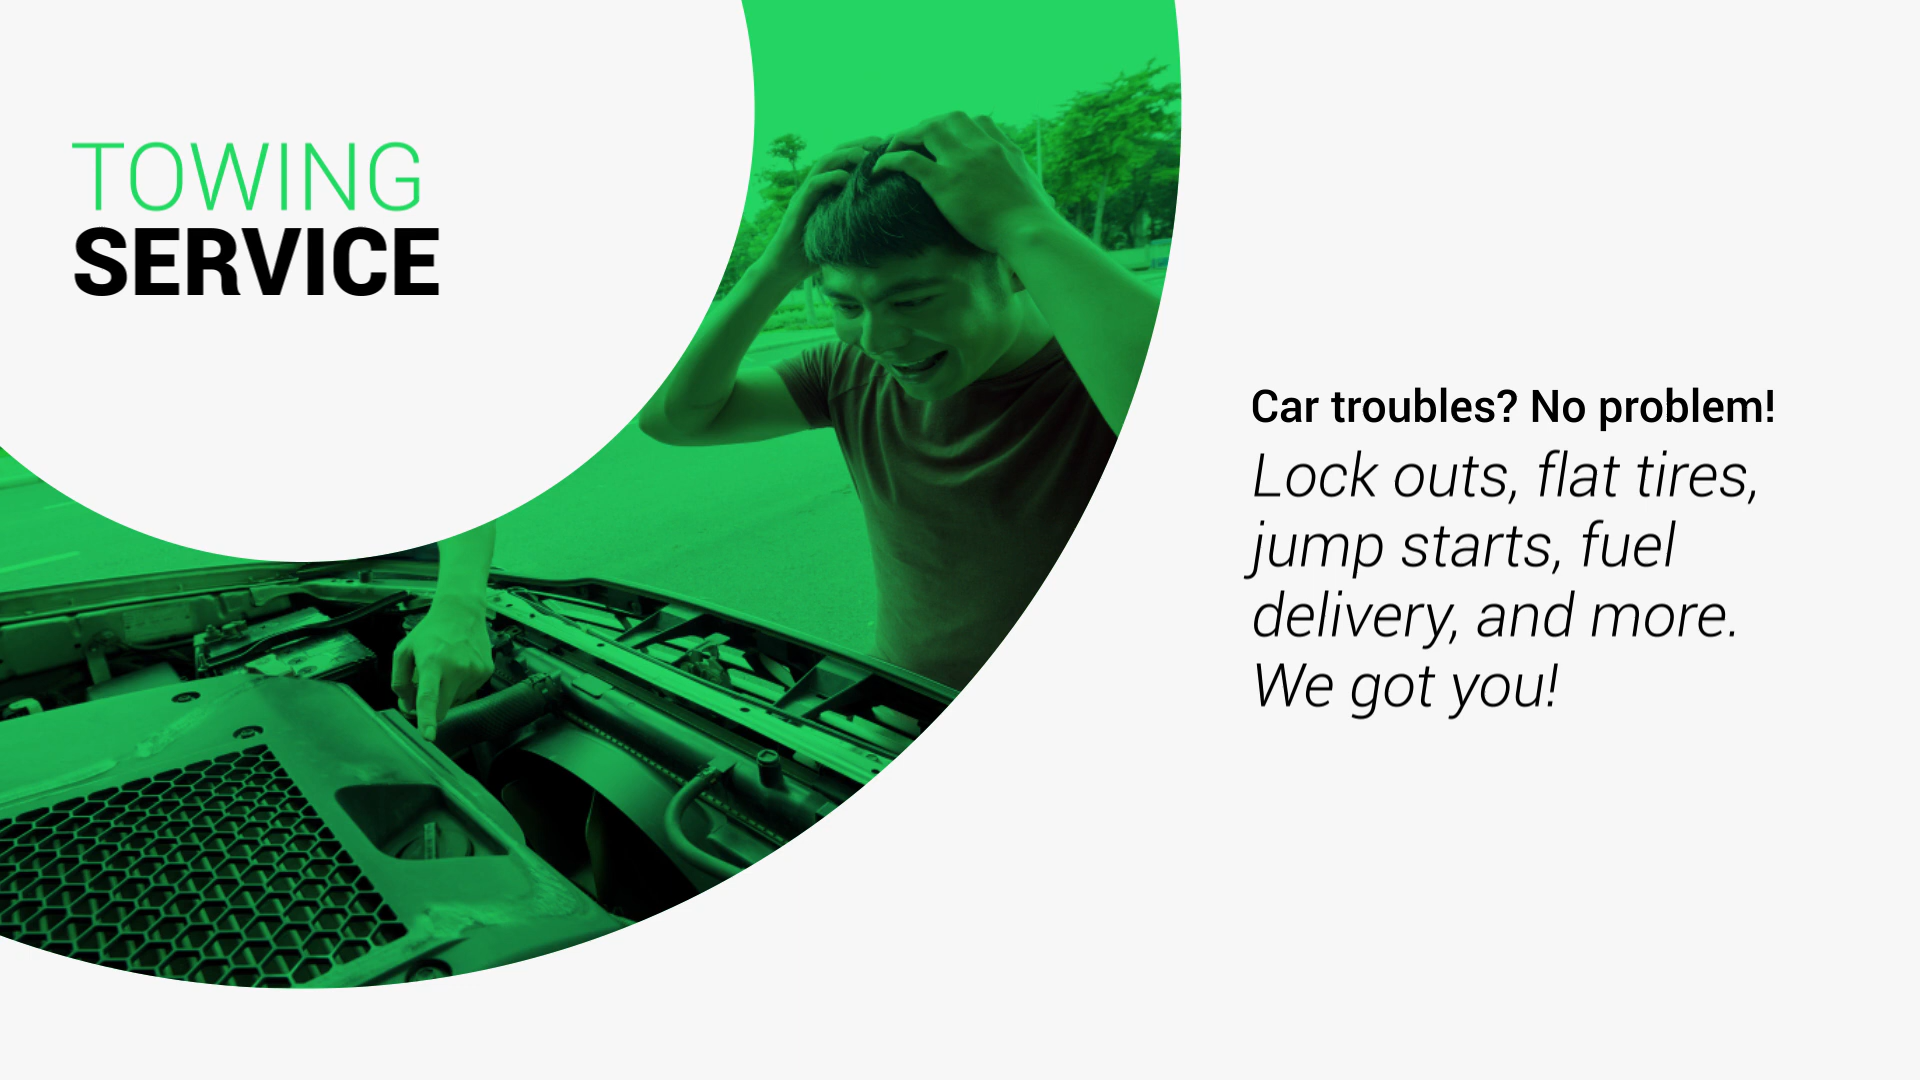 TOWING
SERVICE
Car troubles? No problem!
Lock outs, flat tires,
jump starts, fuel
delivery, and more.
We got you!